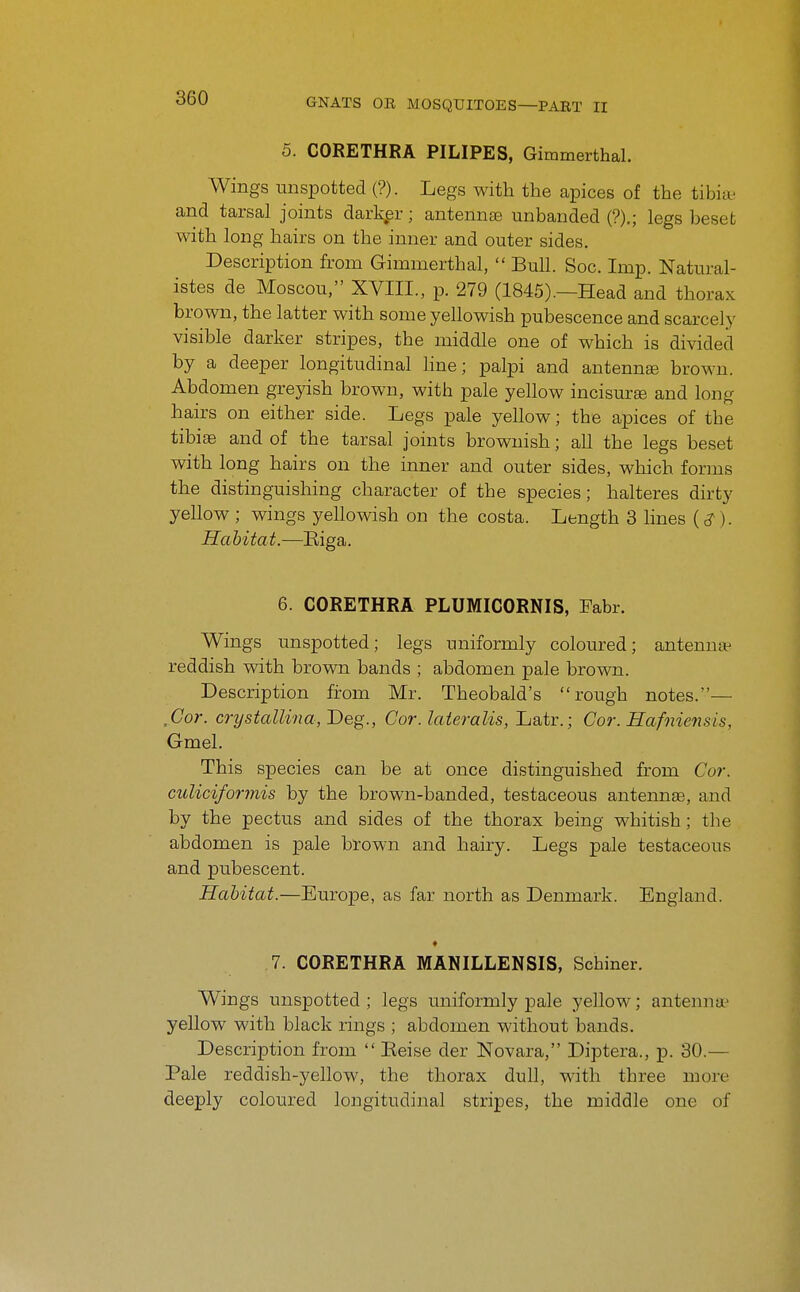 360
GNATS OR MOSQUITOES—PART II
5. CORETHRA PILIPES, Gimmerthal.
Wings unspotted (?). Legs with the apices of the tibiæ
and tarsal joints darker; antennæ unbanded (?).; legs beset
with long hairs on the inner and outer sides.
Description from Gimmerthal, “ Bull. Soc. Imp. Natural-
istes de Moscou,” XVIII., p. 279 (1845).—Head and thorax
brown, the latter with some yellowish pubescence and scarcely
visible darker stripes, the middle one of which is divided
by a deeper longitudinal line; palpi and antennæ brown.
Abdomen greyish brown, with pale yellow incisuræ and long
hairs on either side. Legs pale yellow; the apices of the
tibiæ and of the tarsal joints brownish; all the legs beset
with long hairs on the inner and outer sides, which forms
the distinguishing character of the species; halteres dirty
yellow ; wings yellowish on the costa. Length 3 lines (♂).
Habitat.—Riga.
6. CORETHRA PLUMICORNIS, Fabr.
Wings unspotted; legs uniformly coloured; antennæ
reddish with brown bands ; abdomen pale brown.
Description from Mr. Theobald’s “rough notes.”—
Cor. crystallina, Deg., Cor. lateralis, Latr.; Cor. Hafniensis,
Gmel.
This species can be at once distinguished from Cor.
culiciformis by the brown-banded, testaceous antennæ, and
by the pectus and sides of the thorax being whitish; the
abdomen is pale brown and hairy. Legs pale testaceous
and pubescent.
Habitat.—Europe, as far north as Denmark. England.
7. CORETHRA MANILLENSIS, Schiner.
Wings unspotted ; legs uniformly pale yellow; antennæ
yellow with black rings ; abdomen without bands.
Description from “ Reise der Novara,” Diptera., p. 30.—
Pale reddish-yellow, the thorax dull, with three more
deeply coloured longitudinal stripes, the middle one of